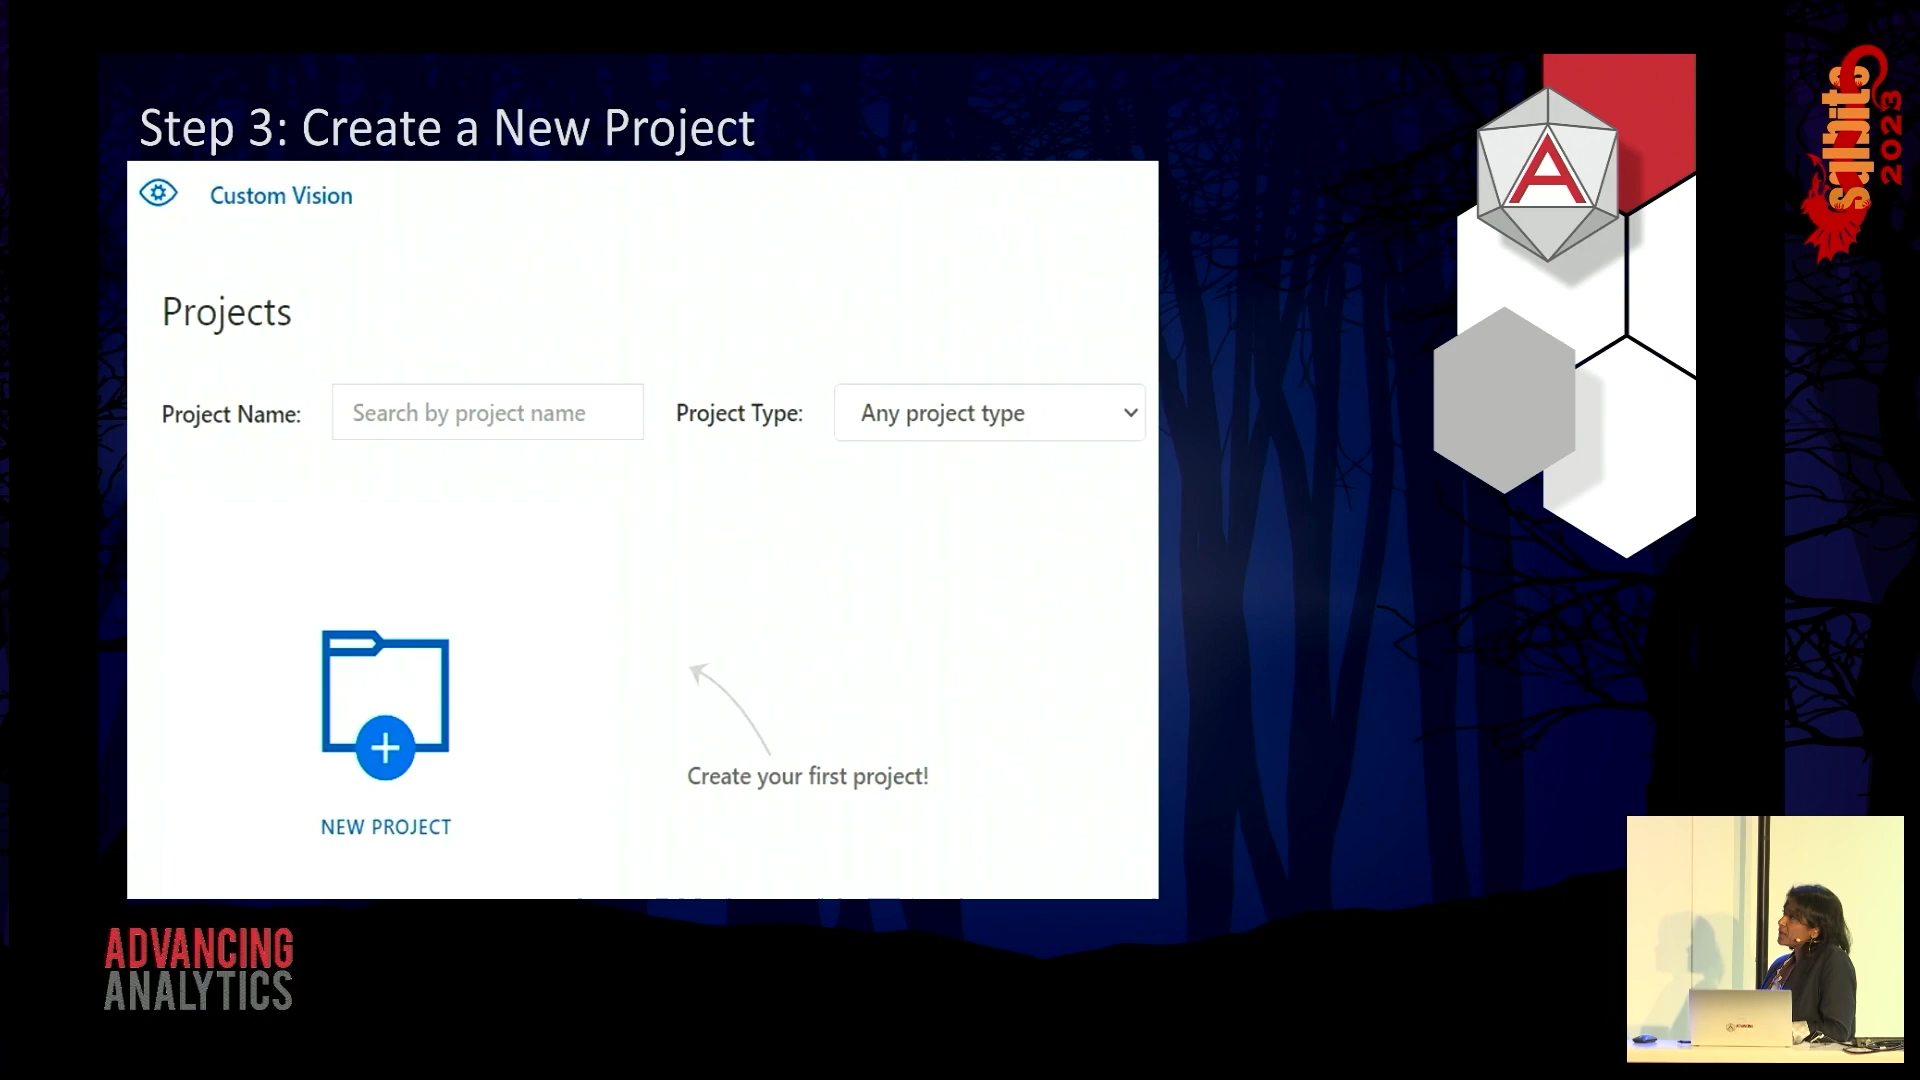 Step 3: Create a New Project
Custom Vision
Projects
Project Name:
Search by project name
Project Type:
Any project type
NEW PROJECT
Create your first project!
A
sqlbits
2023
ADVANCING
ANALYTICS